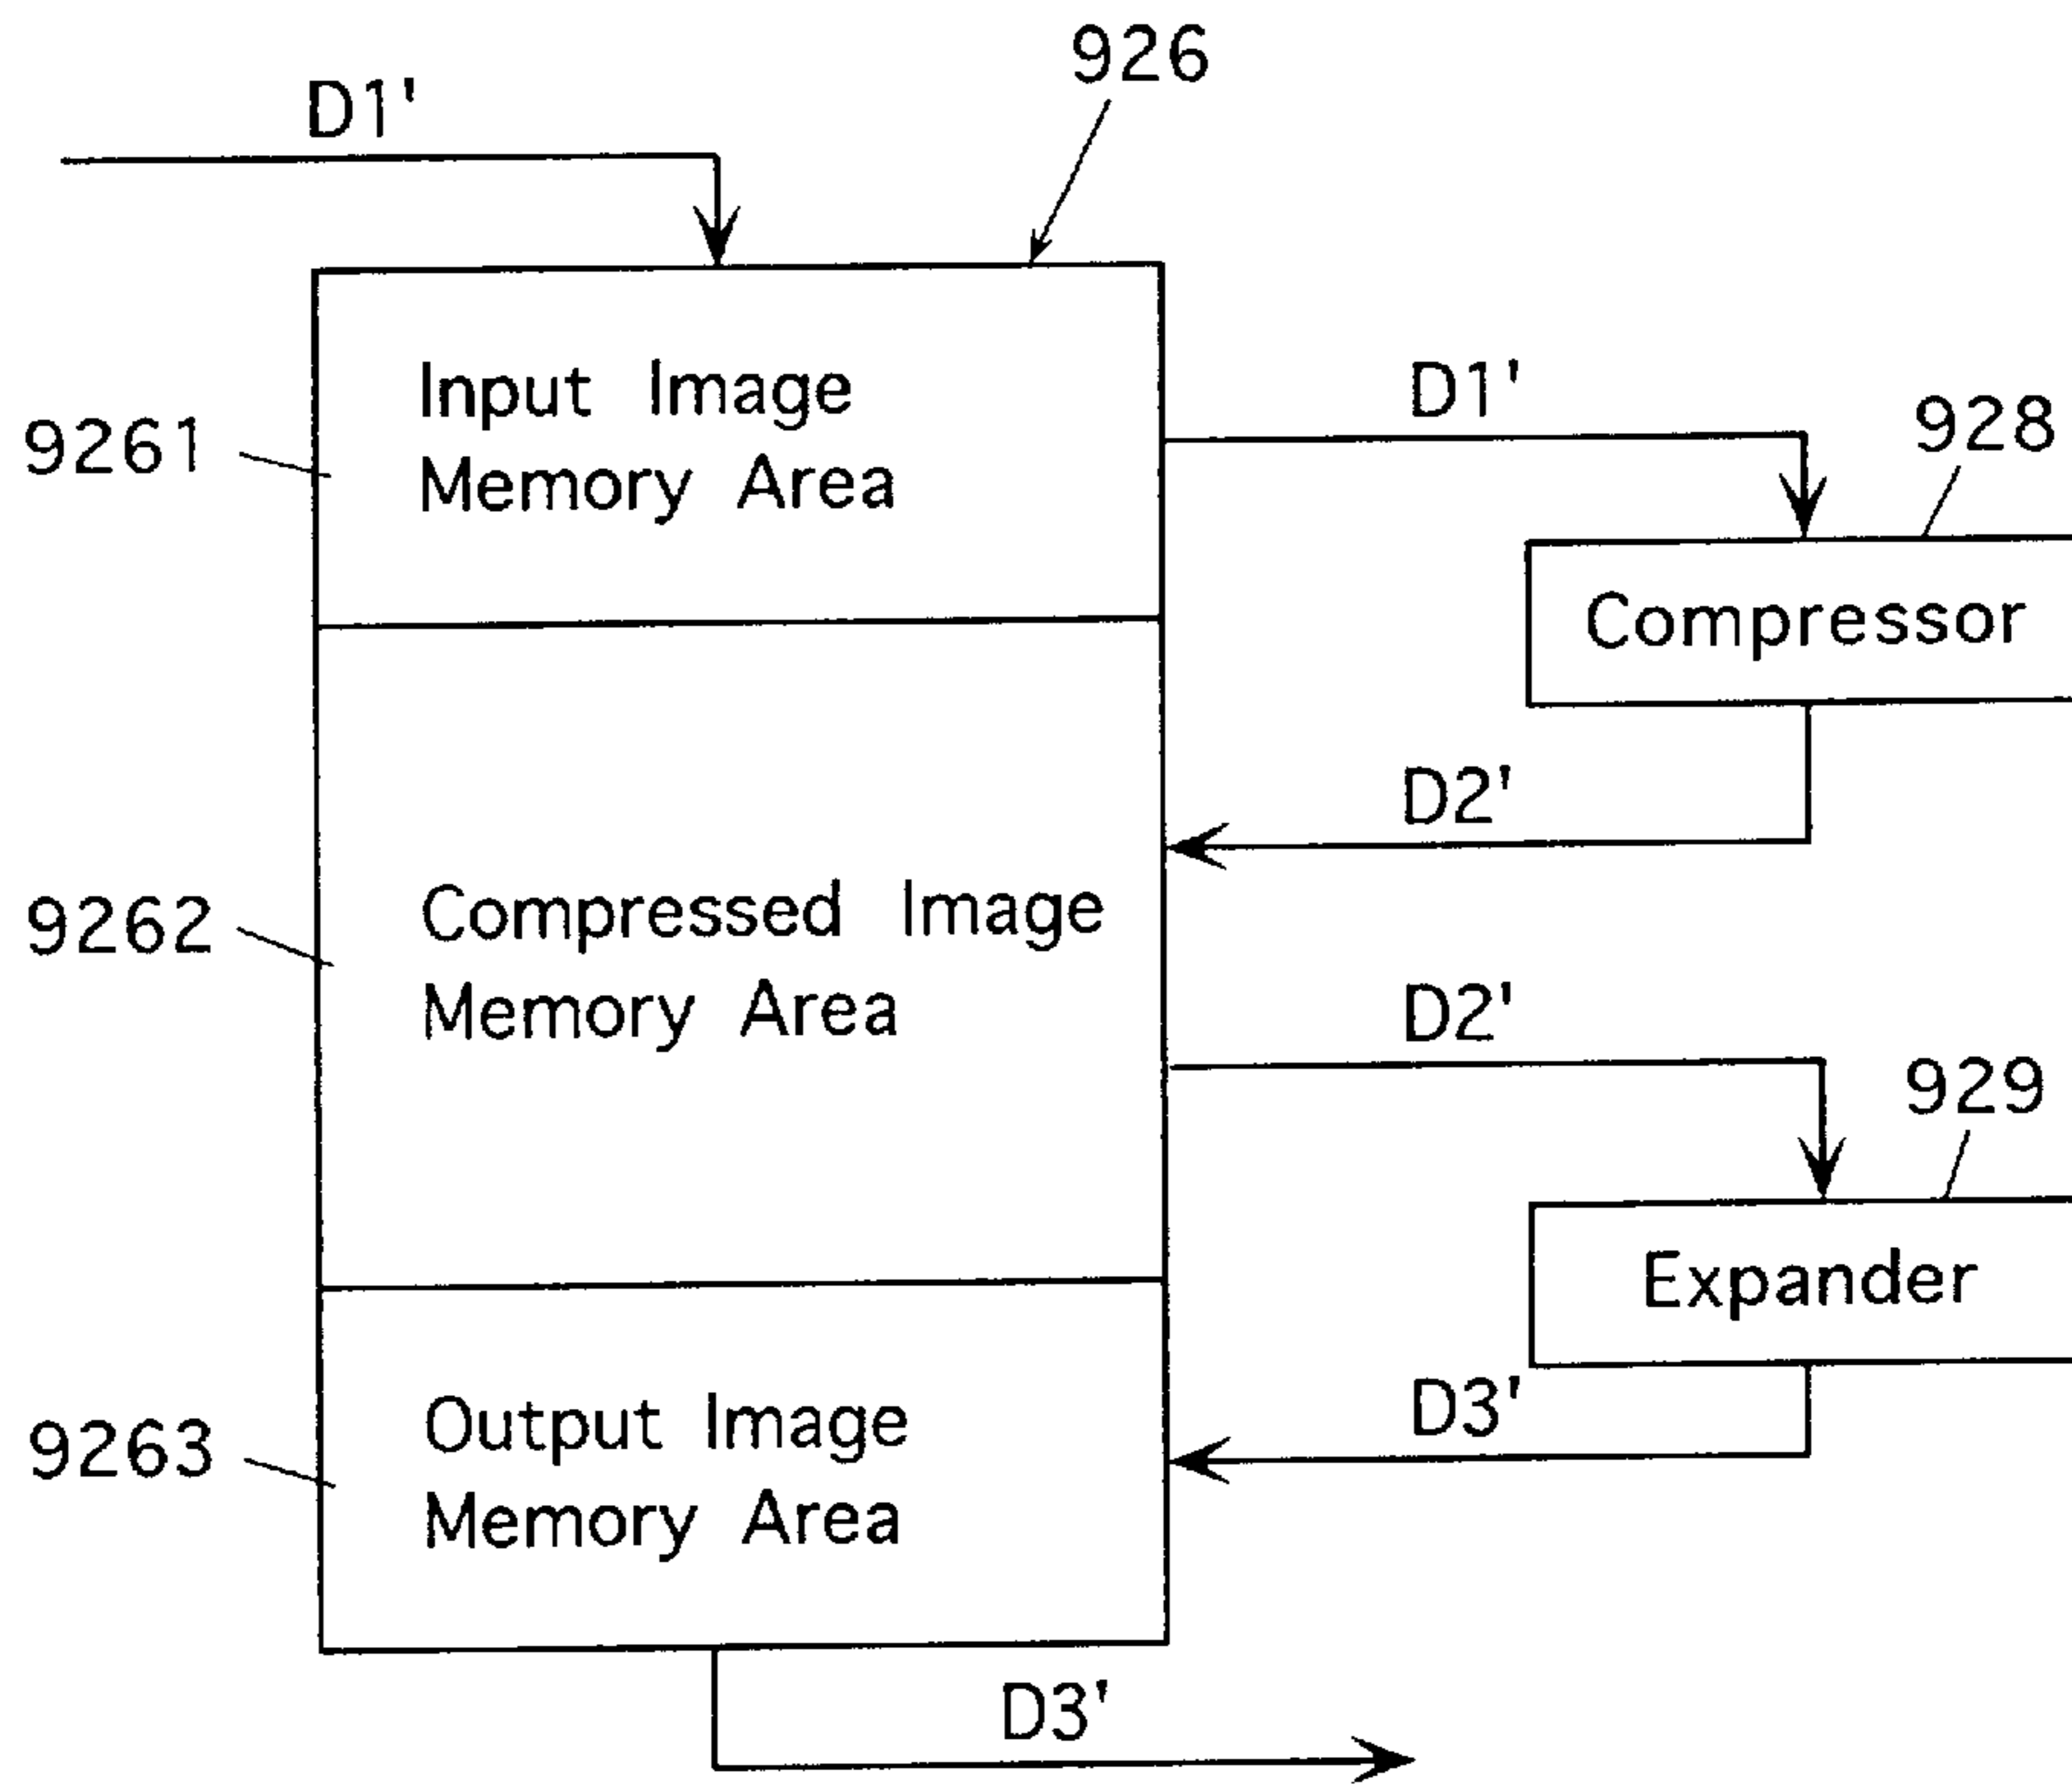 926
D1'
Input Image
Memory Area
9261
D1'
928
Compressor
D2'
Compressed Image
Memory Area
9262
D2'
929
Expander
D3'
Output Image
Memory Area
9263
D3'